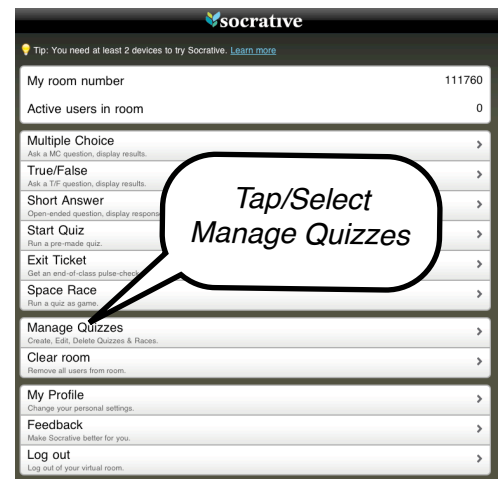 socrative
Tip: You need at least 2 devices to try Socrative. Learn more
My room number 111760
Active users in room 0
Multiple Choice
Ask a MC question, display results.
True/False
Ask a T/F question, display results.
Short Answer
Open-ended question, display respons
Start Quiz
Run a pre-made quiz.
Exit Ticket
Get an end-of-class pulse-check
Space Race
Run a quiz as game.
Tap/Select
Manage Quizzes
Manage Quizzes
Create, Edit, Delete Quizzes & Races.
Clear room
Remove all users from room.
My Profile
Change your personal settings.
Feedback
Make Socrative better for you.
Log out
Log out of your virtual room.